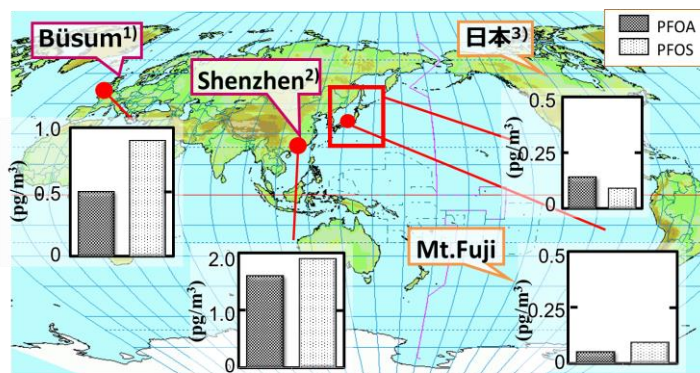 PFOA
PFOS
Büsum1)
Shenzhen2)
日本3)
1.0
0.5
0
(pg/m3)
0.5
0.25
0
(pg/m3)
2.0
1.0
0
(pg/m3)
Mt.Fuji
0.5
0.25
0
(pg/m3)